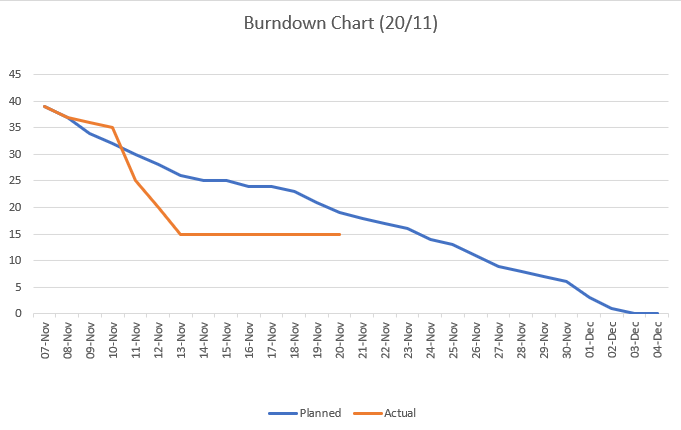 Burndown Chart (20/11)
45
40
35
30
25
20
15
10
5
0
07-Nov
08-Nov
09-Nov
10-Nov
11-Nov
12-Nov
13-Nov
14-Nov
15-Nov
16-Nov
17-Nov
18-Nov
19-Nov
20-Nov
21-Nov
22-Nov
23-Nov
24-Nov
25-Nov
26-Nov
27-Nov
28-Nov
29-Nov
30-Nov
01-Dec
02-Dec
03-Dec
04-Dec
Planned Actual